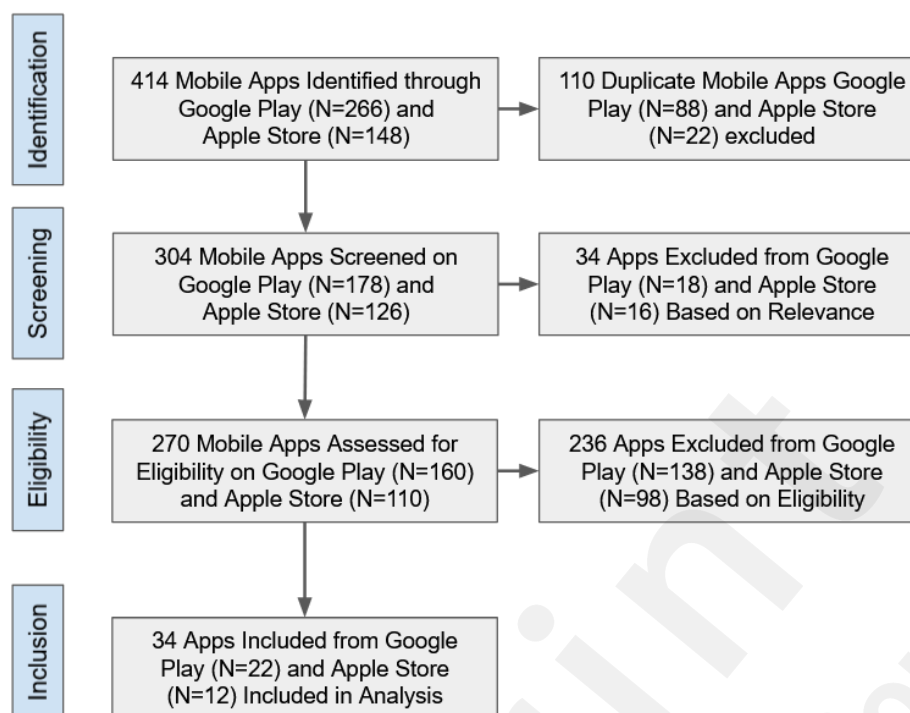 Identification
414 Mobile Apps Identified through
Google Play (N=266) and
Apple Store (N=148)
110 Duplicate Mobile Apps Google
Play (N=88) and Apple Store
(N=22) excluded
Screening
304 Mobile Apps Screened on
Google Play (N=178) and
Apple Store (N=126)
34 Apps Excluded from Google
Play (N=18) and Apple Store
(N=16) Based on Relevance
Eligibility
270 Mobile Apps Assessed for
Eligibility on Google Play (N=160)
and Apple Store (N=110)
236 Apps Excluded from Google
Play (N=138) and Apple Store
(N=98) Based on Eligibility
Inclusion
34 Apps Included from Google
Play (N=22) and Apple Store
(N=12) Included in Analysis